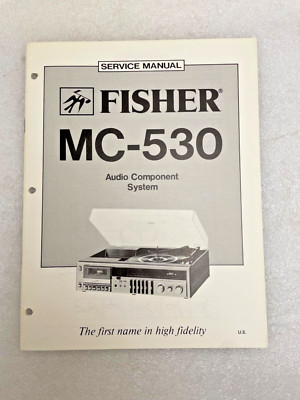 SERVICE MANUAL
FISHER®
MC-530
Audio Component
System
The first name in high fidelity
U.S.